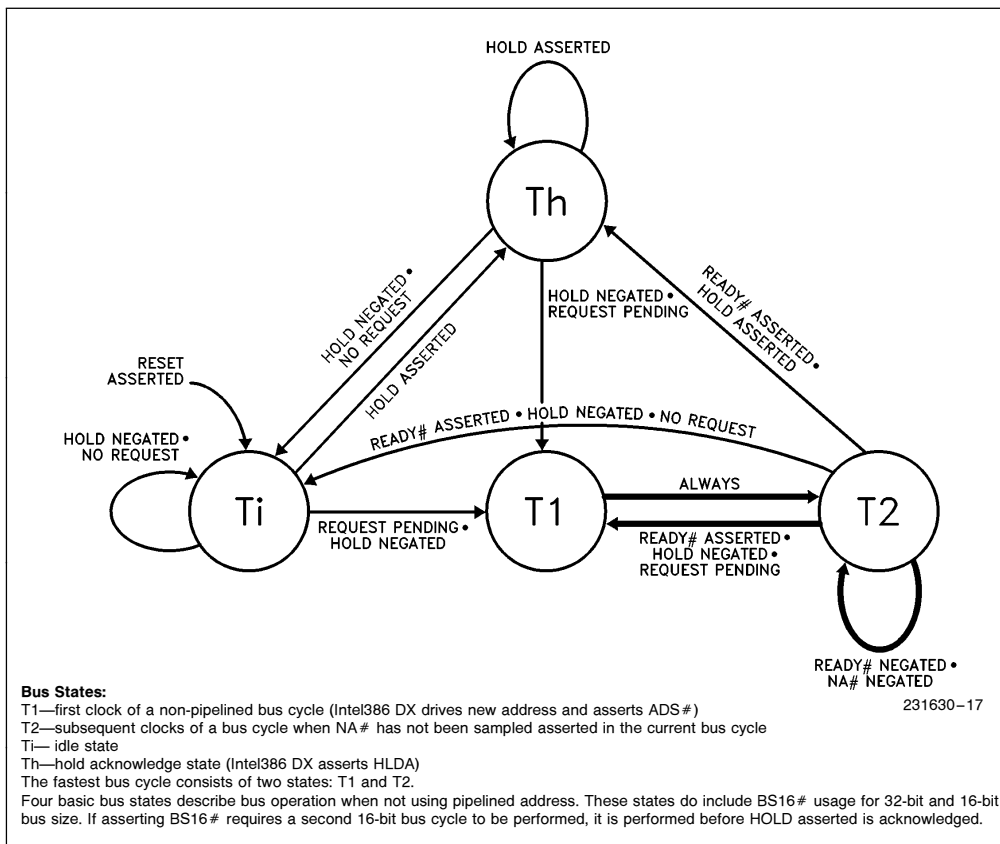 HOLD ASSERTED
Th
HOLD NEGATED•
NO REQUEST
HOLD ASSERTED
HOLD NEGATED•
REQUEST PENDING
READY# ASSERTED•
HOLD ASSERTED
RESET
ASSERTED
HOLD NEGATED•
NO REQUEST
READY# ASSERTED • HOLD NEGATED • NO REQUEST
Ti
REQUEST PENDING•
HOLD NEGATED
T1
ALWAYS
READY# ASSERTED•
HOLD NEGATED•
REQUEST PENDING
T2
READY# NEGATED•
NA# NEGATED
231630–17
Bus States:
T1—first clock of a non-pipelined bus cycle (Intel386 DX drives new address and asserts ADS#)
T2—subsequent clocks of a bus cycle when NA# has not been sampled asserted in the current bus cycle
Ti— idle state
Th—hold acknowledge state (Intel386 DX asserts HLDA)
The fastest bus cycle consists of two states: T1 and T2.
Four basic bus states describe bus operation when not using pipelined address. These states do include BS16# usage for 32-bit and 16-bit
bus size. If asserting BS16# requires a second 16-bit bus cycle to be performed, it is performed before HOLD asserted is acknowledged.